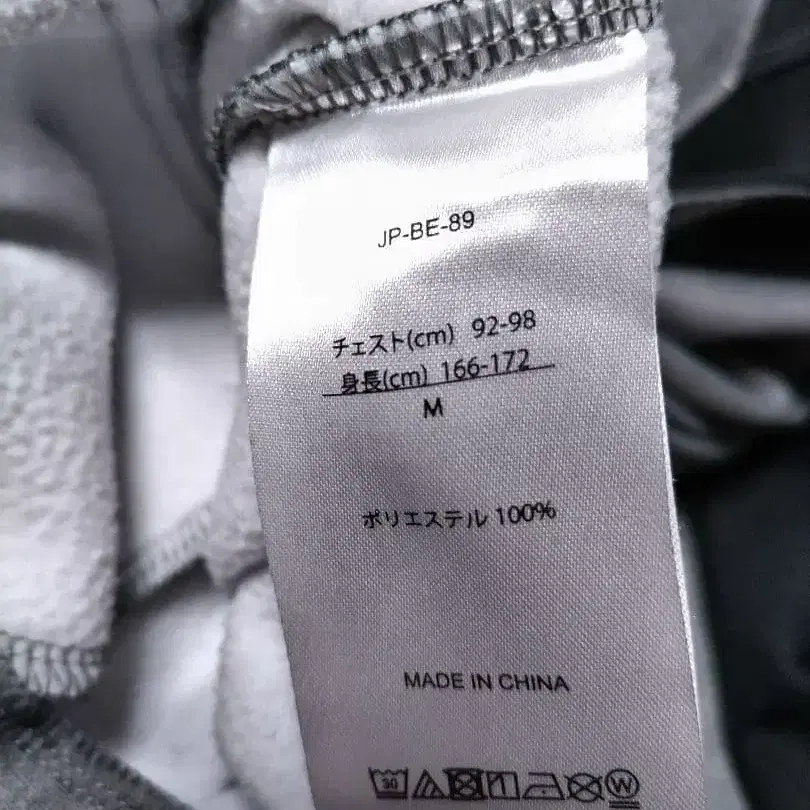 JP-BE-89
チェスト(cm) 92-98
身長(cm) 166-172
M
ポリエステル 100%
MADE IN CHINA
30
W